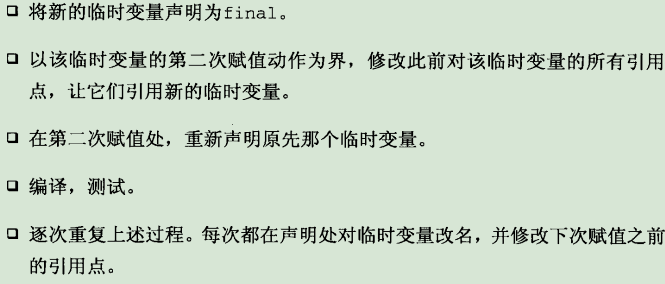 ❑ 将新的临时变量声明为final。
❑ 以该临时变量的第二次赋值动作为界，修改此前对该临时变量的所有引用
点，让它们引用新的临时变量。
❑ 在第二次赋值处，重新声明原先那个临时变量。
❑ 编译，测试。
❑ 逐次重复上述过程。每次都在声明处对临时变量改名，并修改下次赋值之前
的引用点。